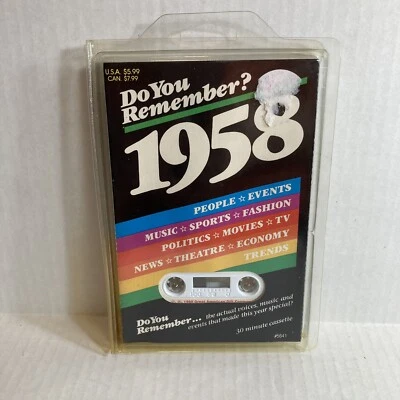 U.S.A. $5.99
CAN. $7.99
Do You
Remember?
1958
PEOPLE ☆ EVENTS
MUSIC ☆ SPORTS ☆ FASHION
POLITICS ☆ MOVIES ☆ TV
NEWS ☆ THEATRE ☆ ECONOMY
TRENDS
Do You
Remember... the actual voices, music and
events that made this year special?
30 minute cassette